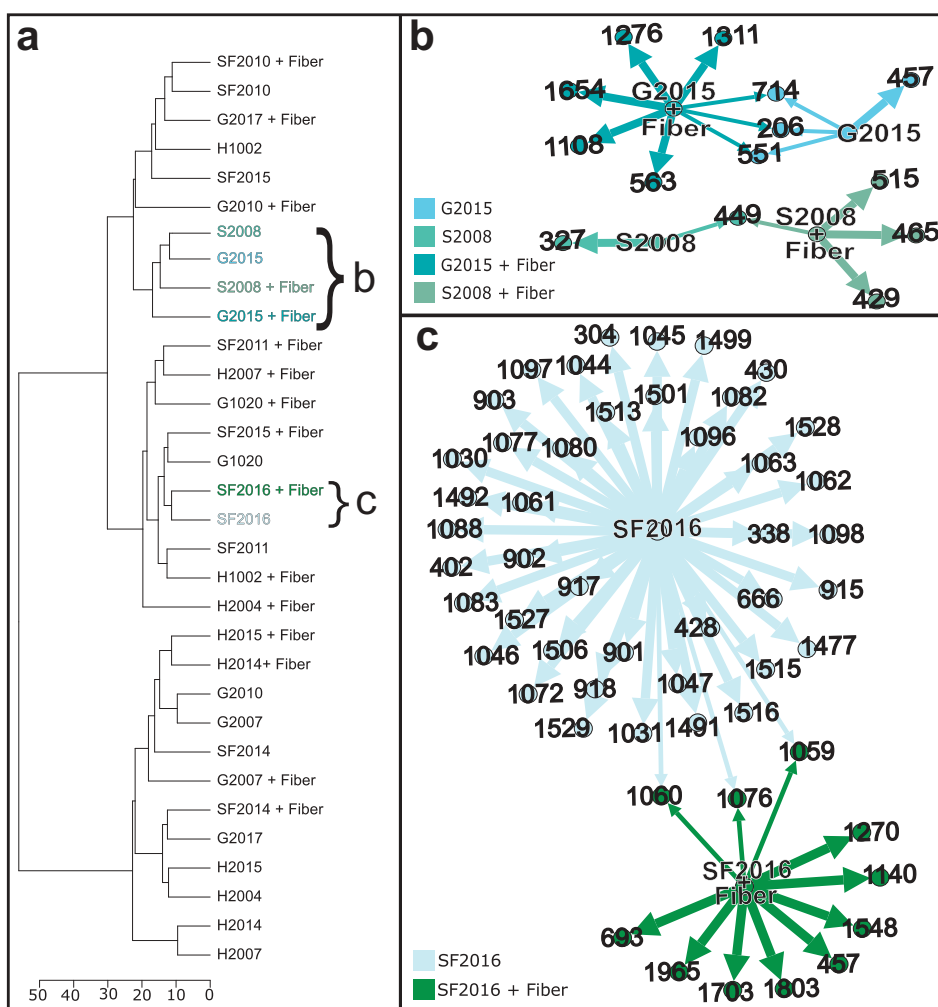 a
SF2010 + Fiber
SF2010
G2017 + Fiber
H1002
SF2015
G2010 + Fiber
S2008
G2015
S2008 + Fiber
G2015 + Fiber
} b
SF2011 + Fiber
H2007 + Fiber
G1020 + Fiber
SF2015 + Fiber
G1020
SF2016 + Fiber
SF2016
} c
SF2011
H1002 + Fiber
H2004 + Fiber
H2015 + Fiber
H2014+ Fiber
G2010
G2007
SF2014
G2007 + Fiber
SF2014 + Fiber
G2017
H2015
H2004
H2014
H2007
50 40 30 20 10 0
b
1276 1311
1654 G2015 714 457
+
Fiber 206 G2015
1108 551
563
515
449 S2008
+
Fiber 465
327 S2008
429
G2015
S2008
G2015 + Fiber
S2008 + Fiber
c
304 1045 1499
1097 1044 430
903 1513 1501 1082
1077 1080 1096 1528
1030 1063 1062
1492 1061
1088 SF2016 338 1098
402 902
917 915
1083 1527 666
428
1046 1506 901 1477
1515
1072 918 1047
1529 1031 1491 1516
1059
1060 1076
1270
SF2016
+
Fiber 1140
693 1548
1965 457
1703 1803
SF2016
SF2016 + Fiber